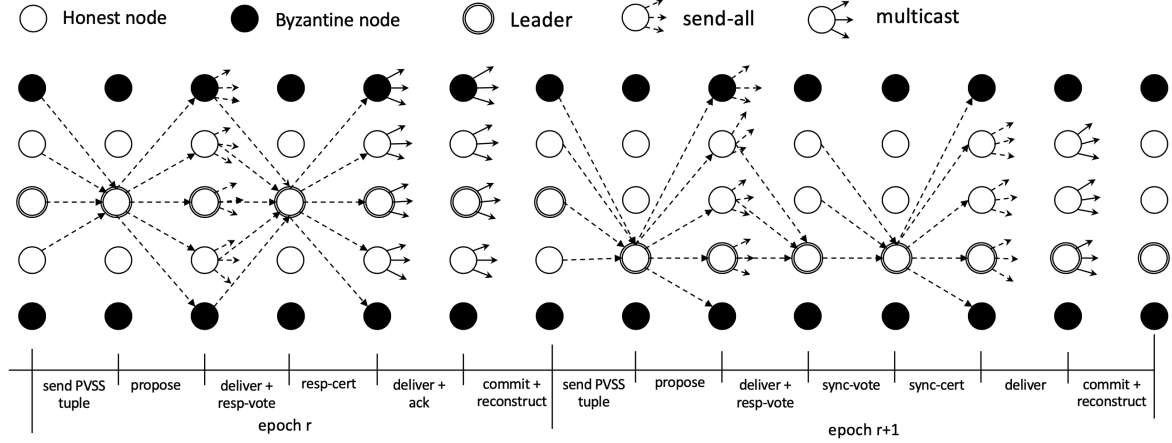 Honest node
Byzantine node
Leader
send-all
multicast
send PVSS
tuple
propose
deliver +
resp-vote
resp-cert
deliver +
ack
commit +
reconstruct
send PVSS
tuple
propose
deliver +
resp-vote
sync-vote
sync-cert
deliver
commit +
reconstruct
epoch r
epoch r+1